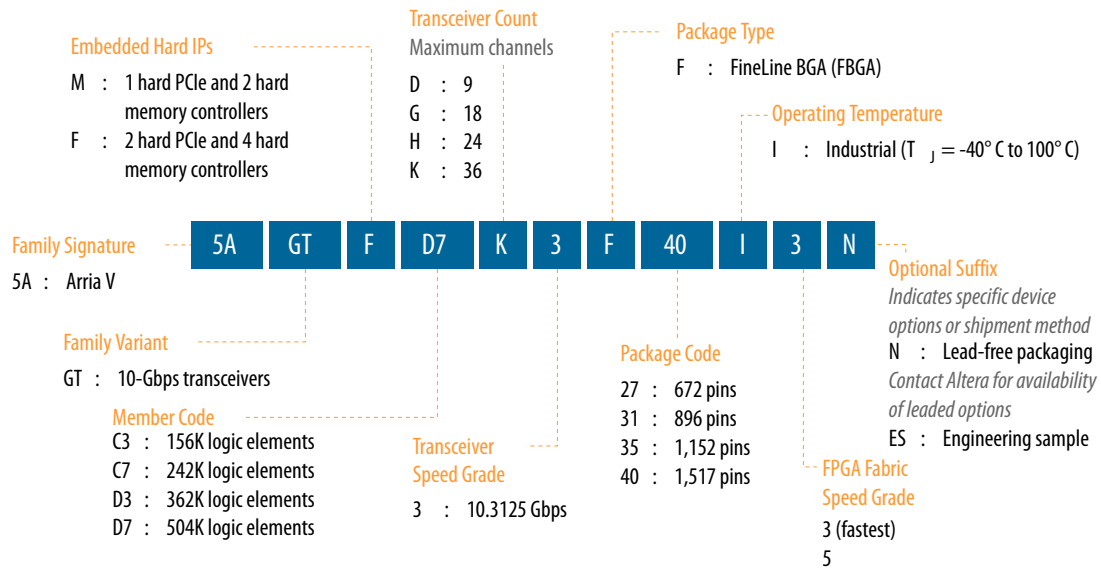 Transceiver Count
Maximum channels
D : 9
G : 18
H : 24
K : 36
Embedded Hard IPs
M : 1 hard PCIe and 2 hard
memory controllers
F : 2 hard PCIe and 4 hard
memory controllers
Package Type
F : FineLine BGA (FBGA)
Operating Temperature
I : Industrial (T J = -40° C to 100° C)
Family Signature
5A : Arria V
5A GT F D7 K 3 F 40 I 3 N
Optional Suffix
Indicates specific device
options or shipment method
N : Lead-free packaging
Contact Altera for availability
of leaded options
ES : Engineering sample
Family Variant
GT : 10-Gbps transceivers
Member Code
C3 : 156K logic elements
C7 : 242K logic elements
D3 : 362K logic elements
D7 : 504K logic elements
Transceiver
Speed Grade
3 : 10.3125 Gbps
Package Code
27 : 672 pins
31 : 896 pins
35 : 1,152 pins
40 : 1,517 pins
FPGA Fabric
Speed Grade
3 (fastest)
5